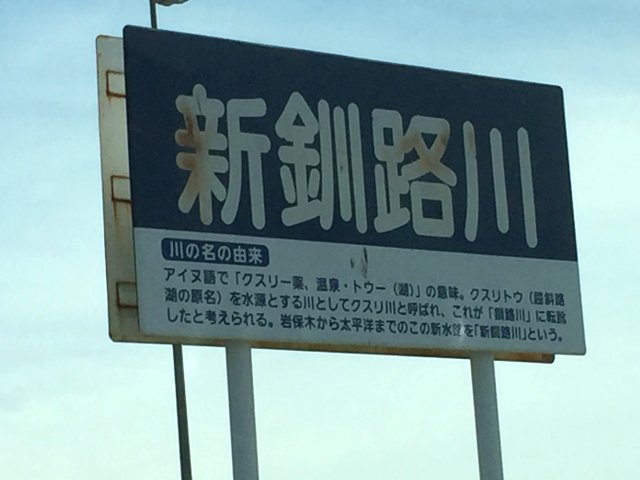 新釧路川
川の名の由来
アイヌ語で「クスリー薬、温泉・トウー(湖)」の意味。クスリトウ(屈斜路
湖の原名)を水源とする川としてクスリ川と呼ばれ、これが「釧路川」に転訛
したと考えられる。岩保木から太平洋までのこの新水路を「新釧路川」という。